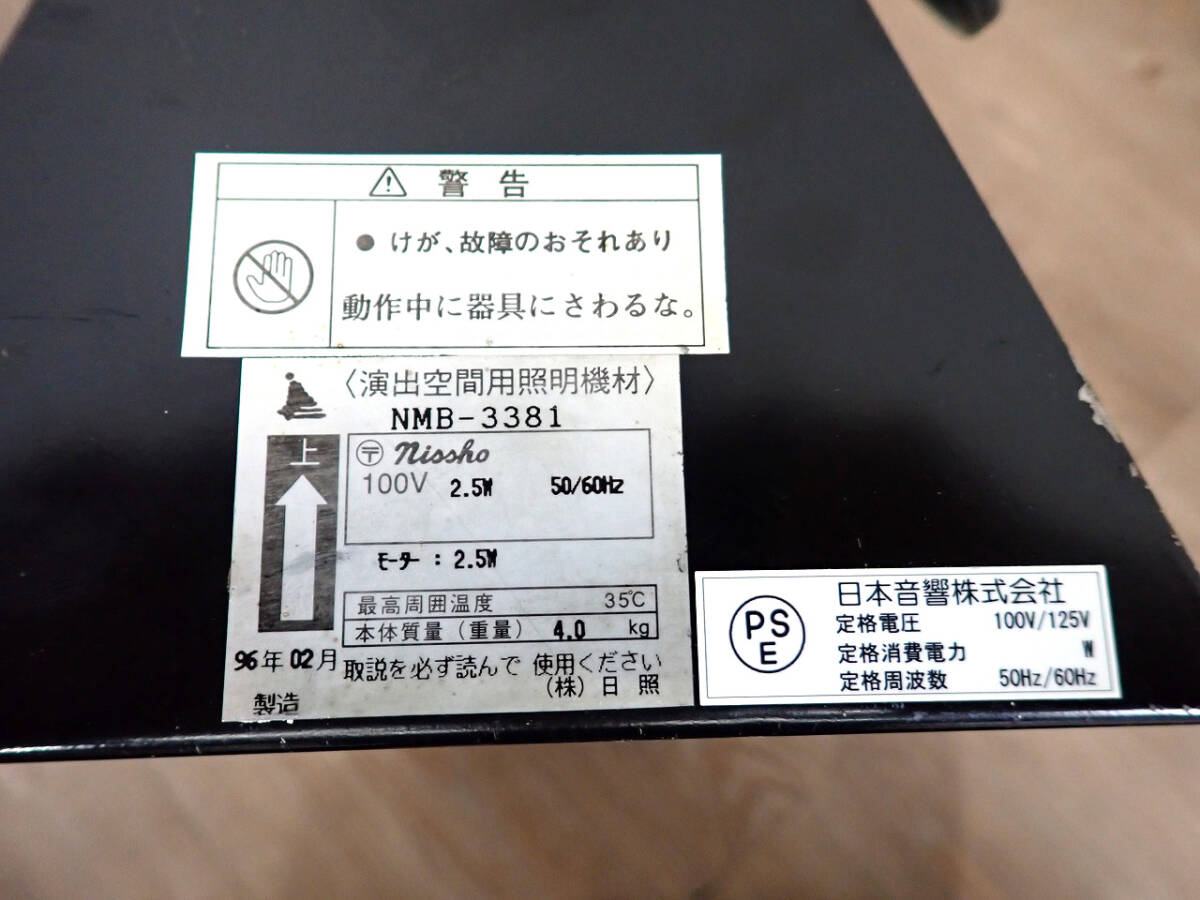 警告
● けが、故障のおそれあり
動作中に器具にさわるな。
〈演出空間用照明機材〉
NMB-3381
上
〒 nissho
100V 2.5W 50/60Hz
モーター : 2.5W
最高周囲温度 35℃
本体質量(重量) 4.0 kg
96年 02月
製造
取説を必ず読んで 使用ください
(株) 日 照
PSE
日本音響株式会社
定格電圧 100V/125V
定格消費電力 W
定格周波数 50Hz/60Hz